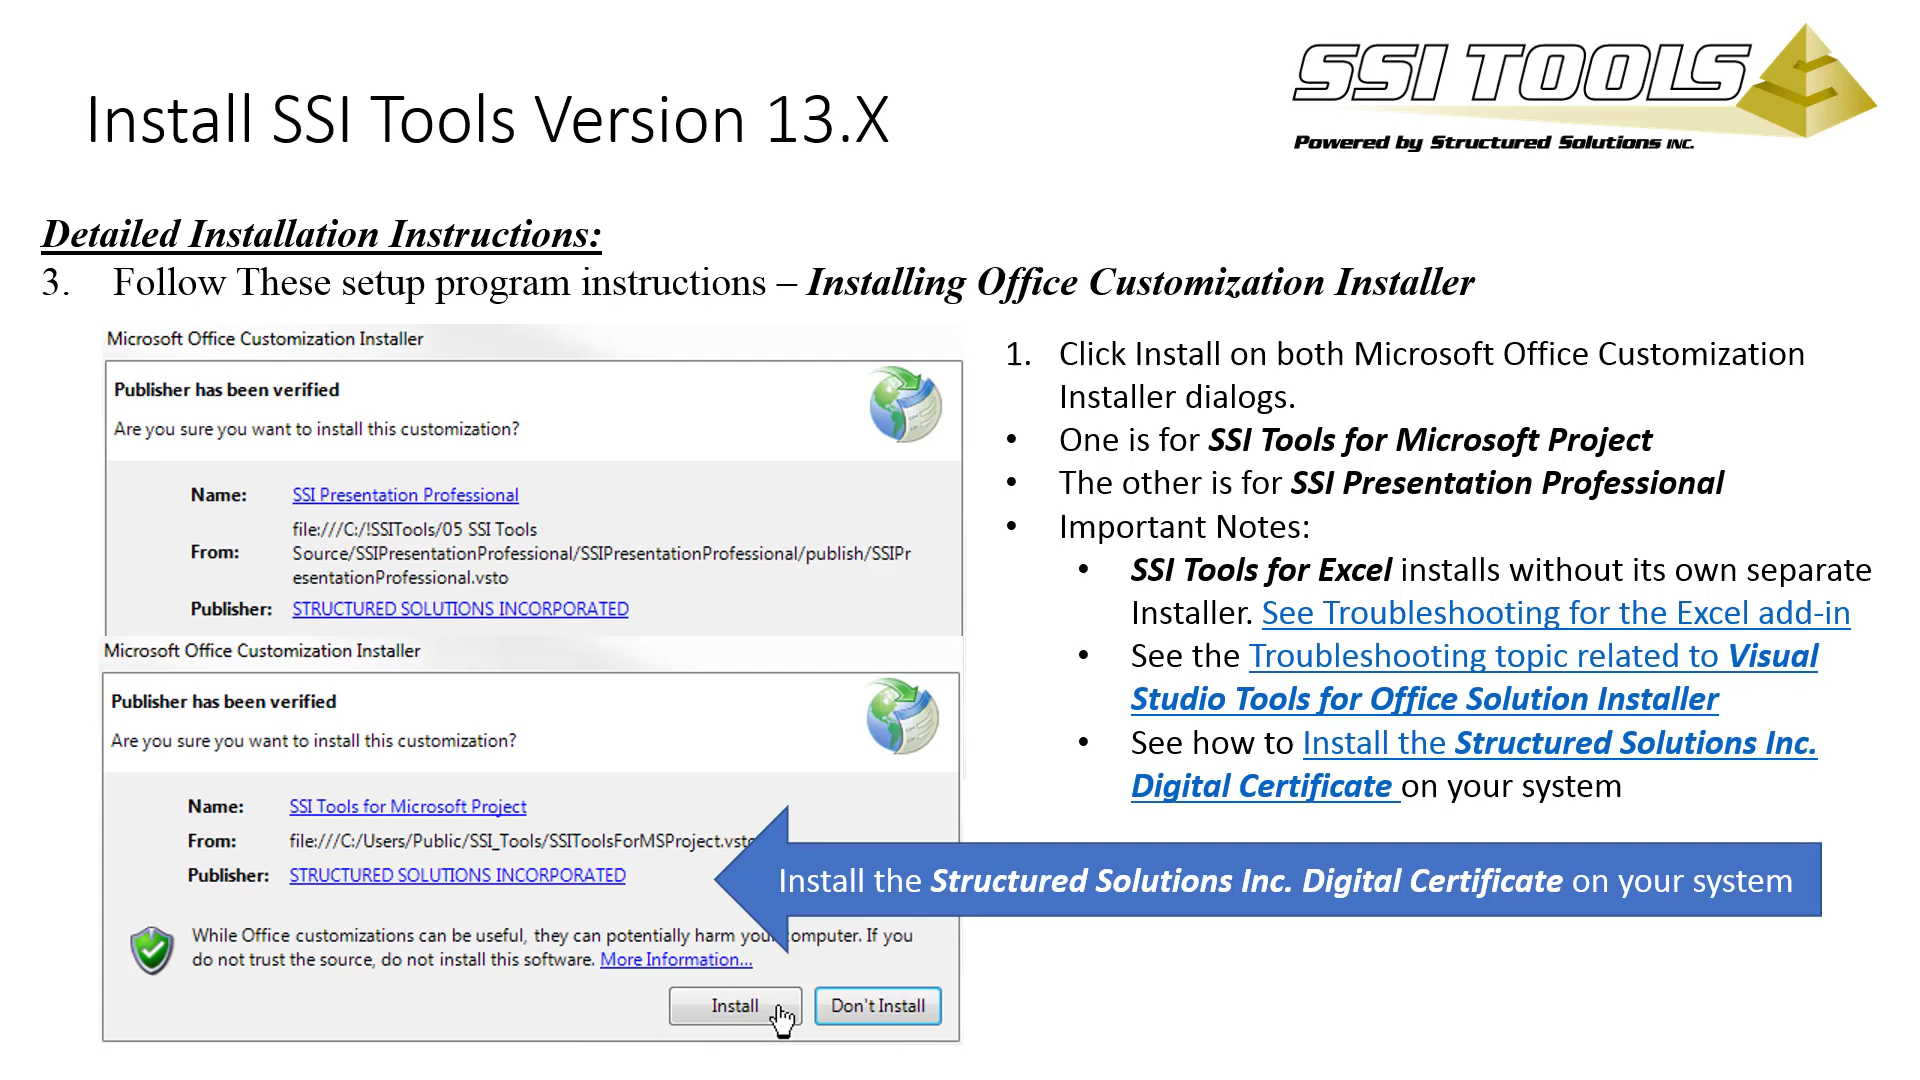 SSI TOOLS
Powered by Structured Solutions INC.
Install SSI Tools Version 13.X
Detailed Installation Instructions:
3. Follow These setup program instructions – Installing Office Customization Installer
Microsoft Office Customization Installer
Publisher has been verified
Are you sure you want to install this customization?
Name: SSI Presentation Professional
file:///C:/!SSITools/05 SSI Tools
From: Source/SSIPresentationProfessional/SSIPresentationProfessional/publish/SSIPr
esentationProfessional.vsto
Publisher: STRUCTURED SOLUTIONS INCORPORATED
Microsoft Office Customization Installer
Publisher has been verified
Are you sure you want to install this customization?
Name: SSI Tools for Microsoft Project
From: file:///C:/Users/Public/SSI_Tools/SSIToolsForMSProject.vsto
Publisher: STRUCTURED SOLUTIONS INCORPORATED
While Office customizations can be useful, they can potentially harm your computer. If you
do not trust the source, do not install this software. More Information...
Install Don't Install
1. Click Install on both Microsoft Office Customization
Installer dialogs.
• One is for SSI Tools for Microsoft Project
• The other is for SSI Presentation Professional
• Important Notes:
• SSI Tools for Excel installs without its own separate
Installer. See Troubleshooting for the Excel add-in
• See the Troubleshooting topic related to Visual
Studio Tools for Office Solution Installer
• See how to Install the Structured Solutions Inc.
Digital Certificate on your system
Install the Structured Solutions Inc. Digital Certificate on your system